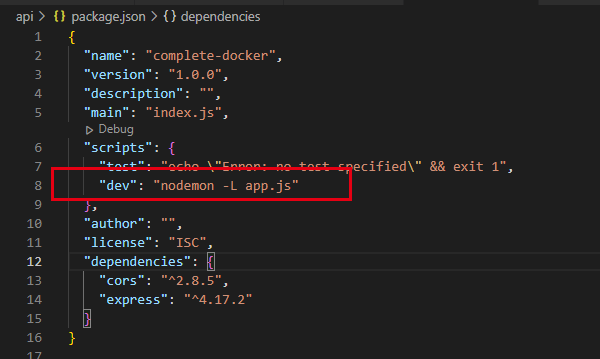 api > {} package.json > {} dependencies
1 {
2 "name": "complete-docker",
3 "version": "1.0.0",
4 "description": "",
5 "main": "index.js",
Debug
6 "scripts": {
7 "test": "echo \"Error: no test specified\" && exit 1",
8 "dev": "nodemon -L app.js"
9 },
10 "author": "",
11 "license": "ISC",
12 "dependencies": {
13 "cors": "^2.8.5",
14 "express": "^4.17.2"
15 }
16 }
17